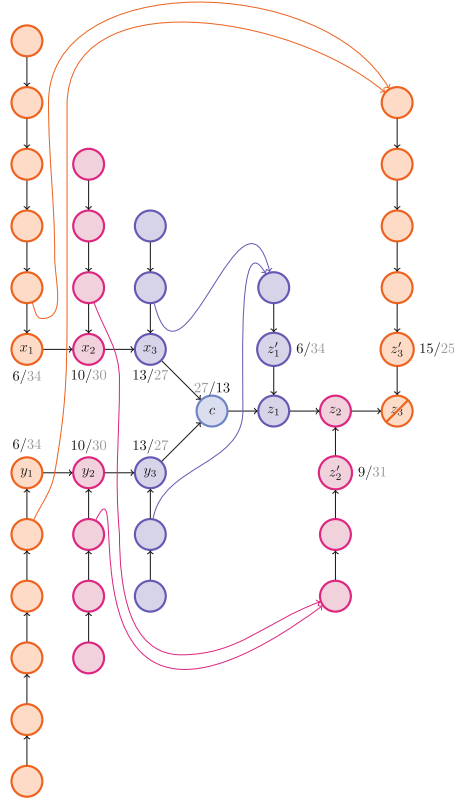 x₁ x₂ x₃ z′₁ z′₃ 6/34 15/25
6/34 10/30 13/27
27/13
c z₁ z₂ z₃
6/34 10/30 13/27
y₁ y₂ y₃ z′₂ 9/31